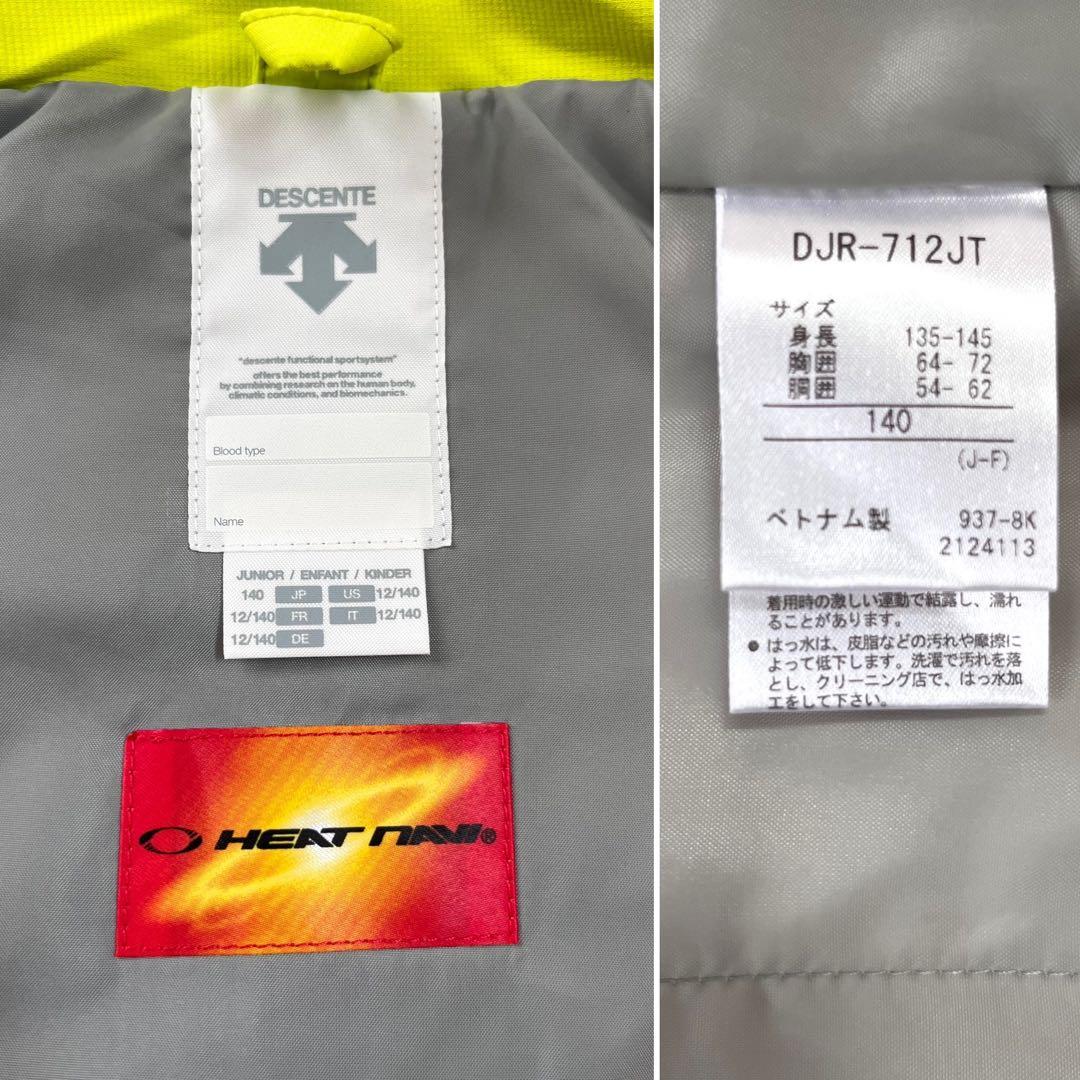 DESCENTE
"descente functional sportsystem"
offers the best performance
by combining research on the human body,
climatic conditions, and biomechanics.
Blood type
Name
JUNIOR / ENFANT / KINDER
140 JP US 12/140
12/140 FR IT 12/140
12/140 DE
HEAT NAVI®
DJR-712JT
サイズ
身長 135-145
胸囲 64- 72
胴囲 54- 62
140
(J-F)
ベトナム製 937-8K
2124113
着用時の激しい運動で結露し、濡れ
ることがあります。
● はっ水は、皮脂などの汚れや摩擦に
よって低下します。洗濯で汚れを落
とし、クリーニング店で、はっ水加
工をして下さい。